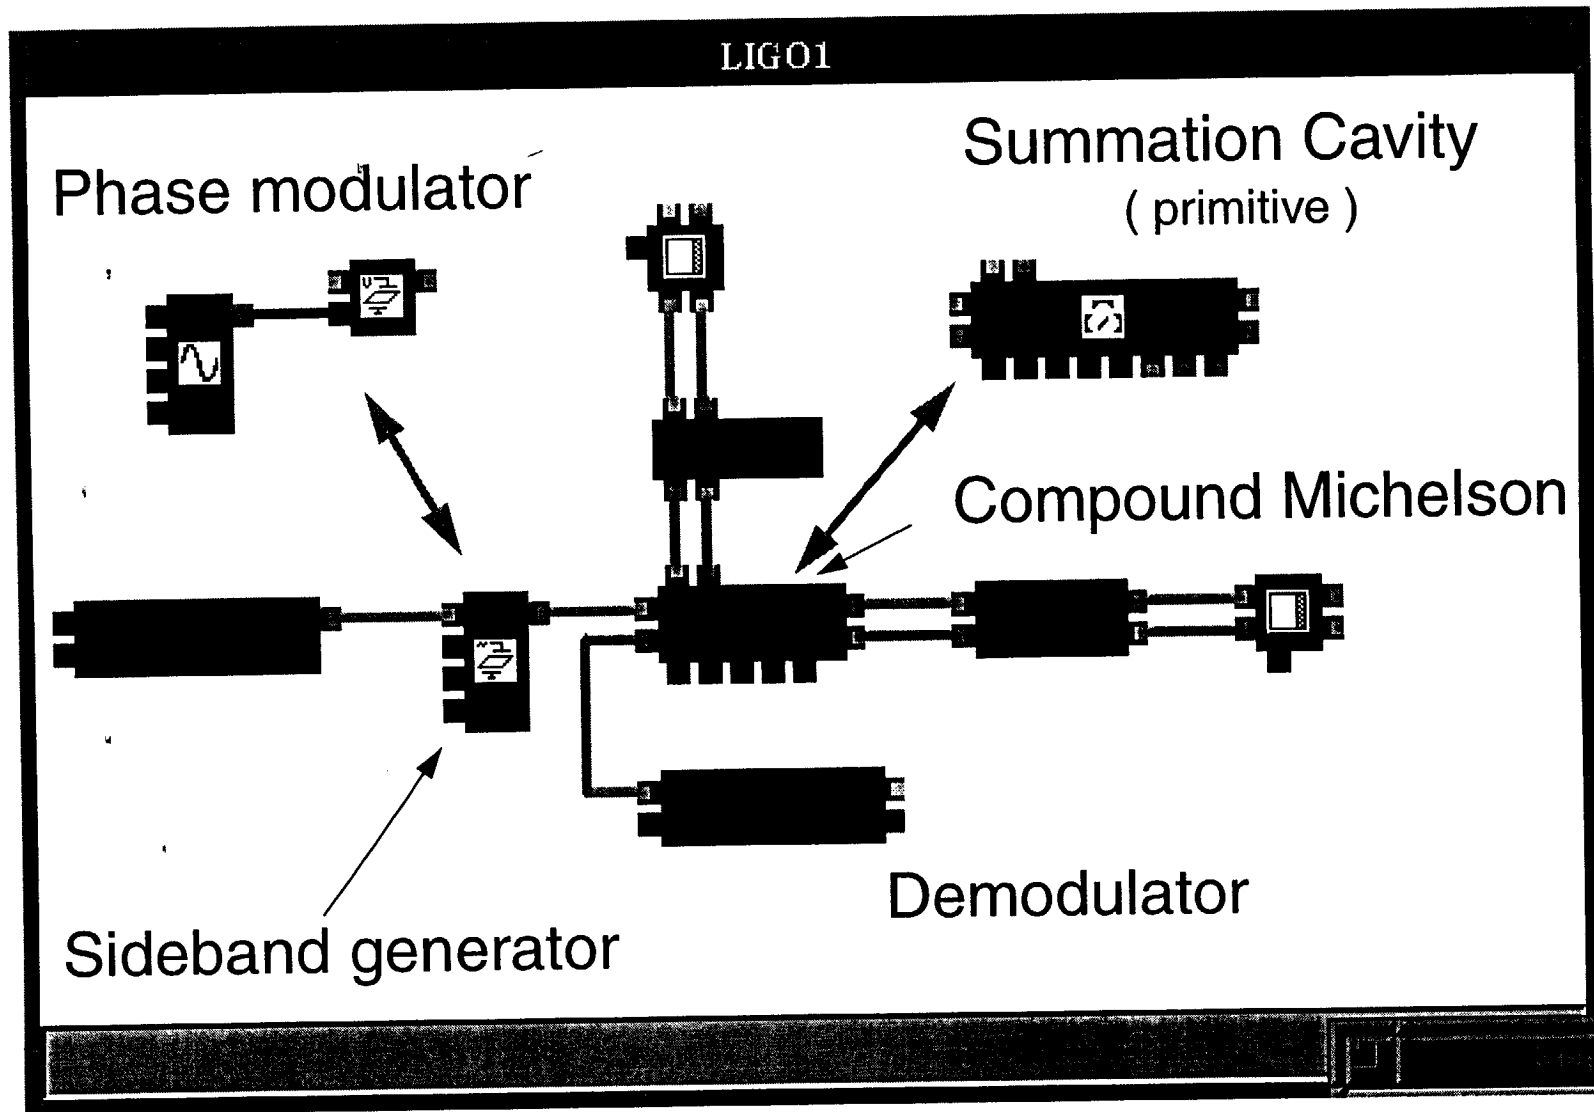 LIGO1
Phase modulator
Summation Cavity
( primitive )
Compound Michelson
Demodulator
Sideband generator